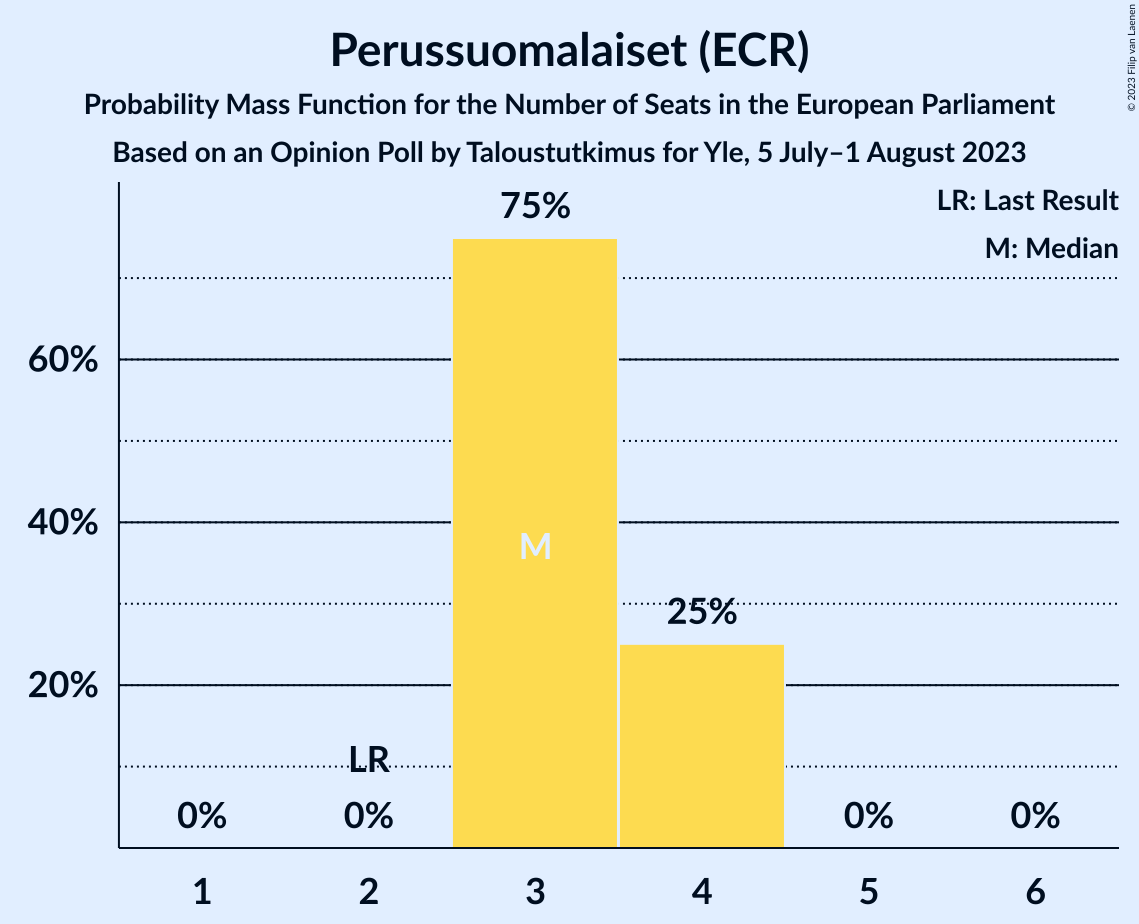 Perussuomalaiset (ECR)
Probability Mass Function for the Number of Seats in the European Parliament
Based on an Opinion Poll by Taloustutkimus for Yle, 5 July–1 August 2023
© 2023 Filip van Laenen
LR: Last Result
M: Median
75%
60%
40%
M
25%
20%
LR
0%
0%
0%
0%
1
2
3
4
5
6